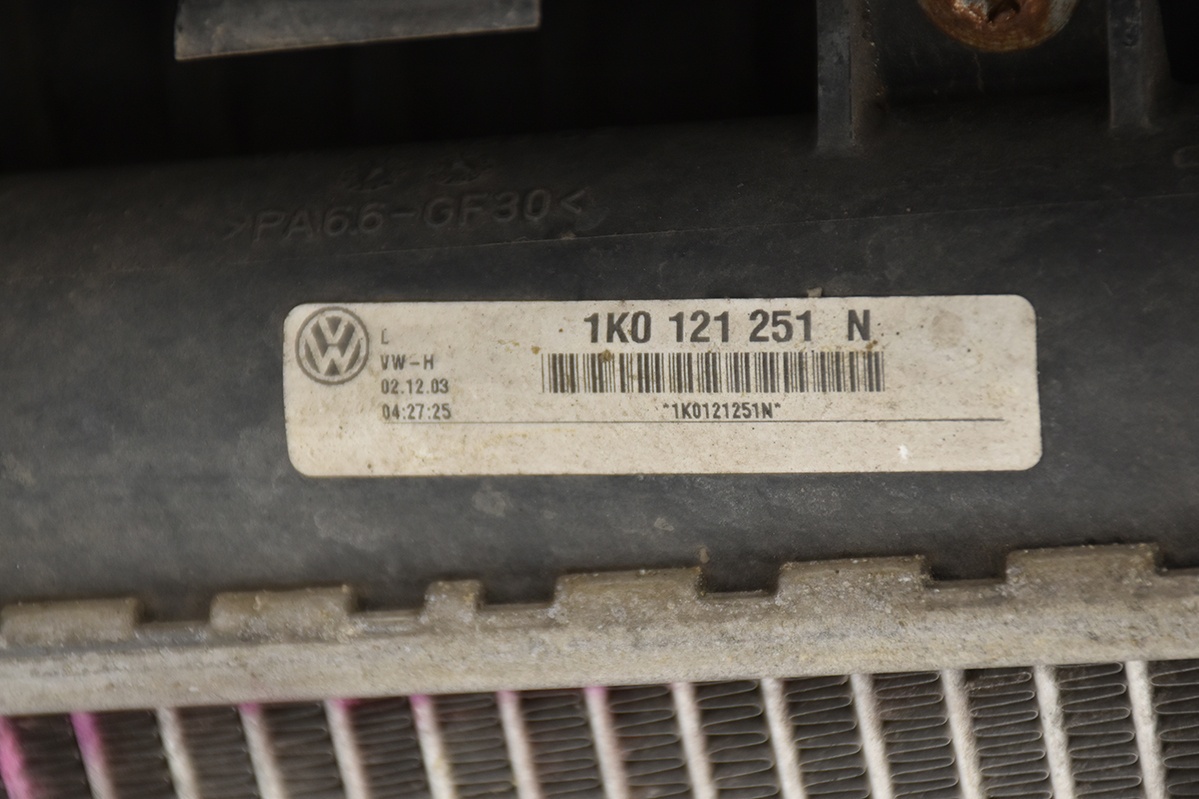 >PA6.6-GF30<
1K0 121 251 N
L
VW-H
02.12.03
04:27:25
*1K0121251N*